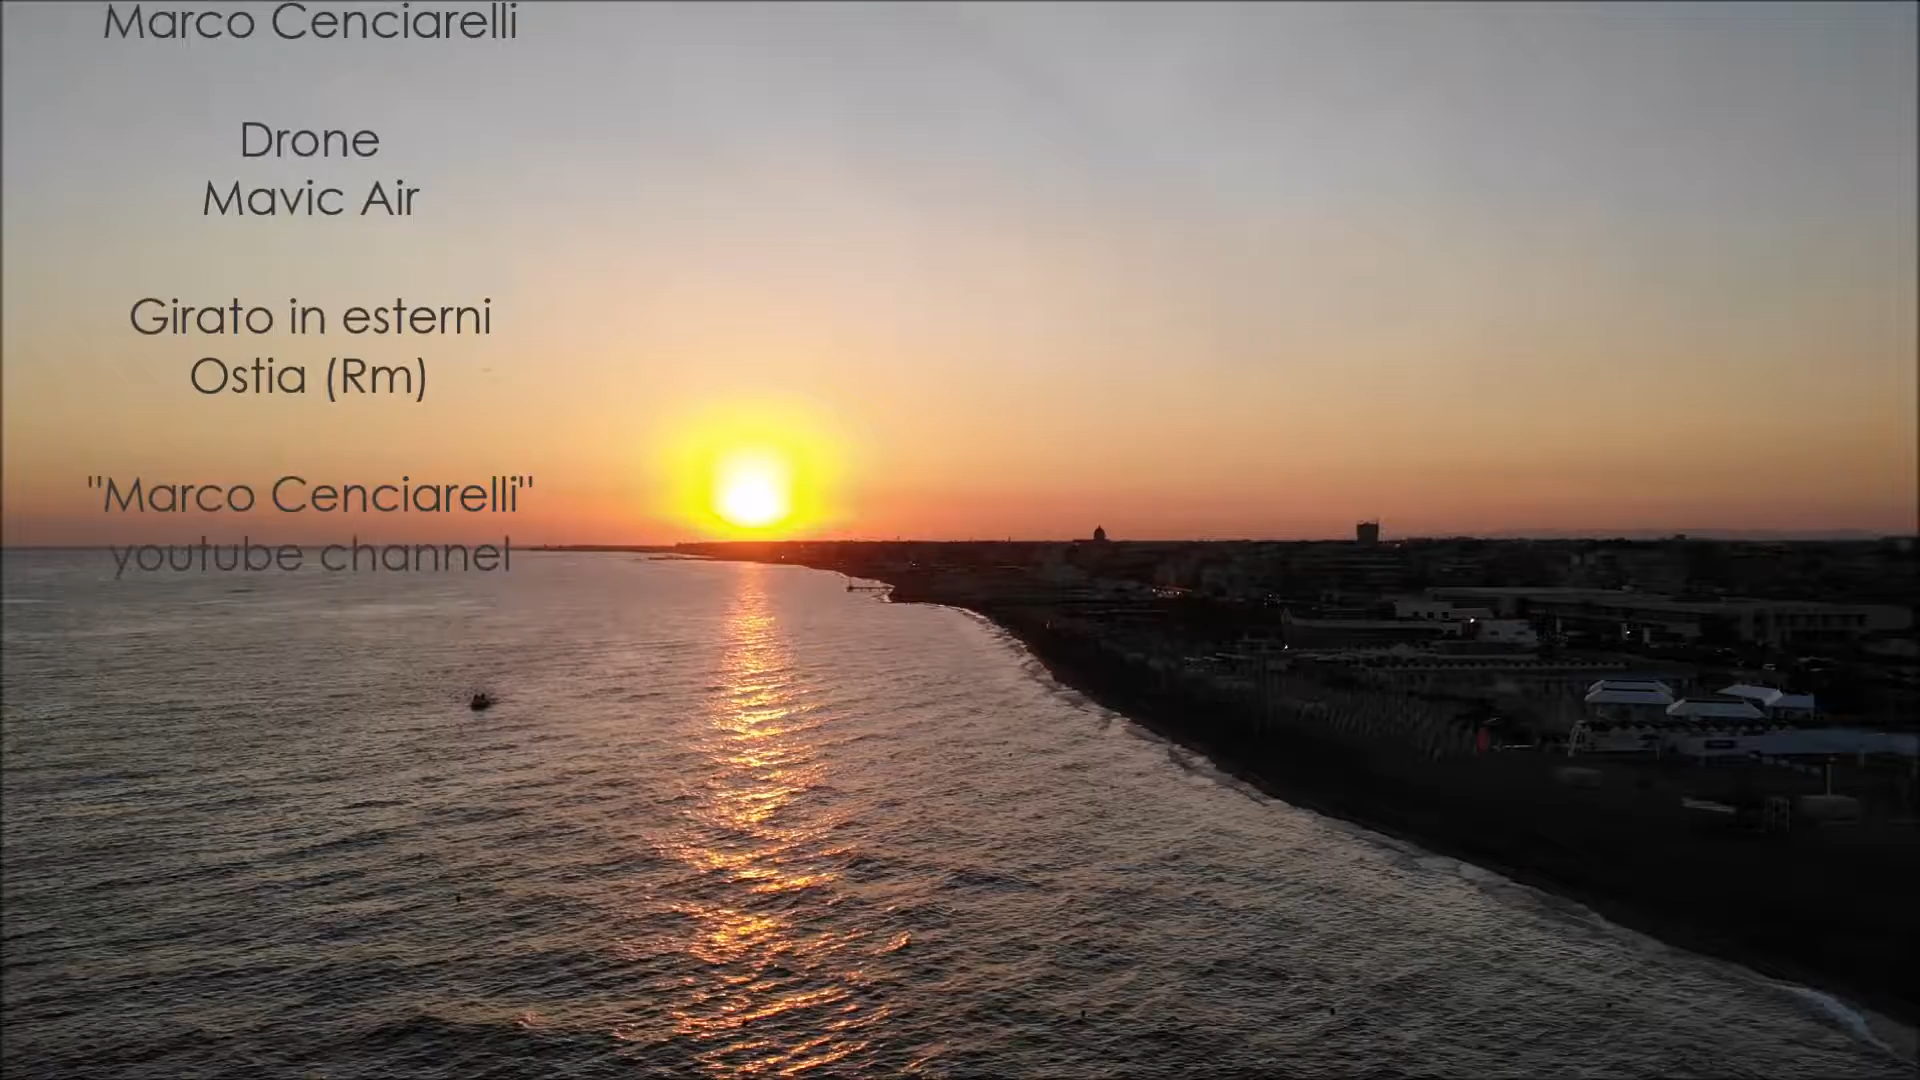 Marco Cenciarelli
Drone
Mavic Air
Girato in esterni
Ostia (Rm)
"Marco Cenciarelli"
youtube channel